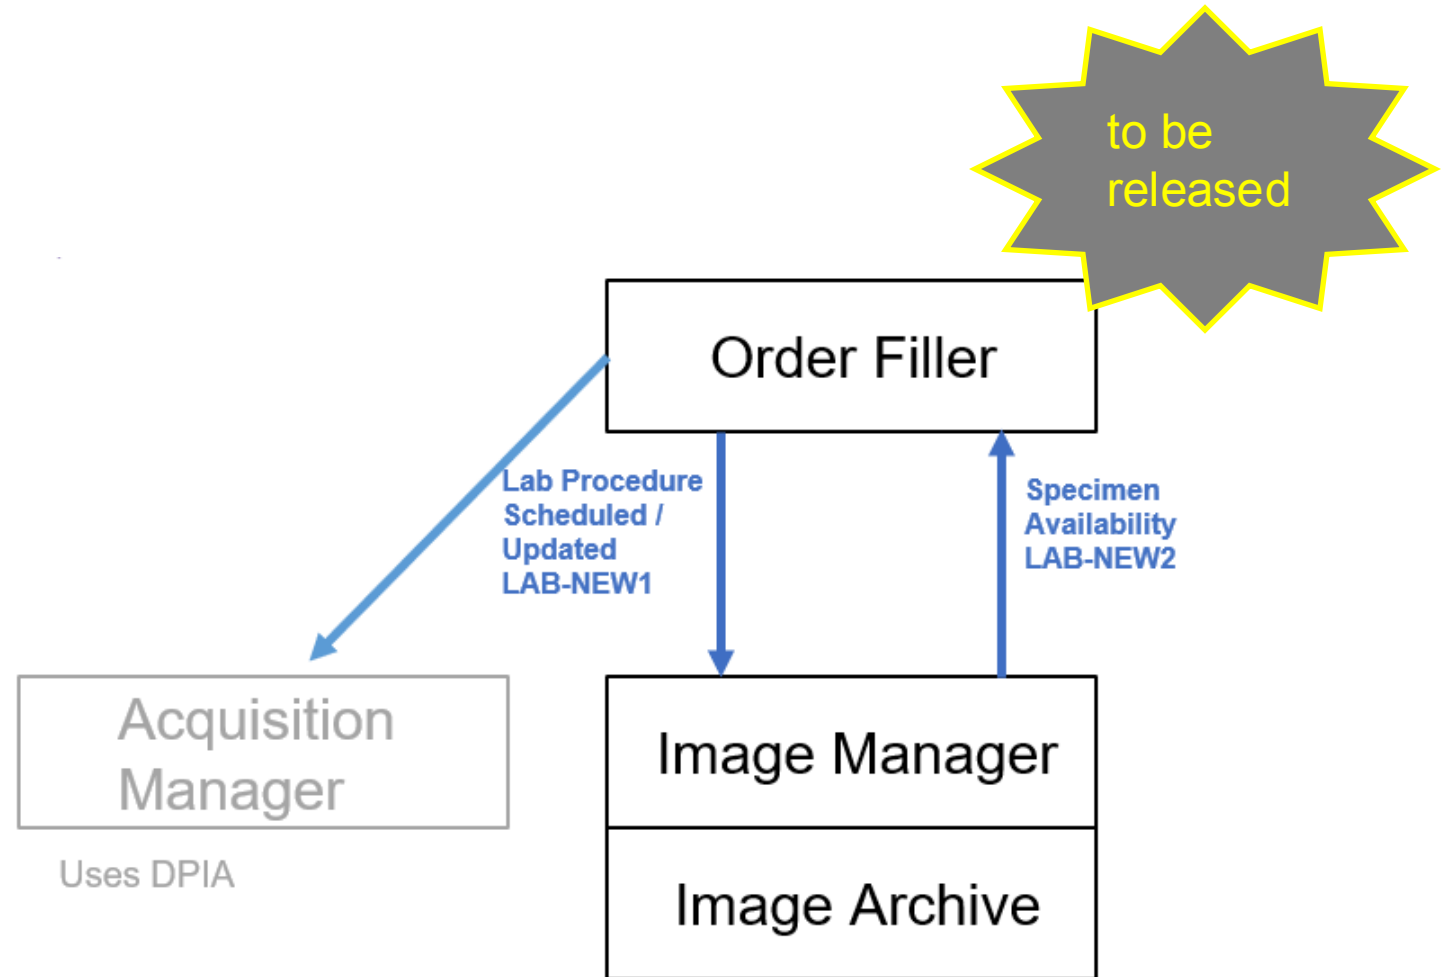 to be
released
Order Filler
Lab Procedure
Scheduled /
Updated
LAB-NEW1
Specimen
Availability
LAB-NEW2
Acquisition
Manager
Uses DPIA
Image Manager
Image Archive